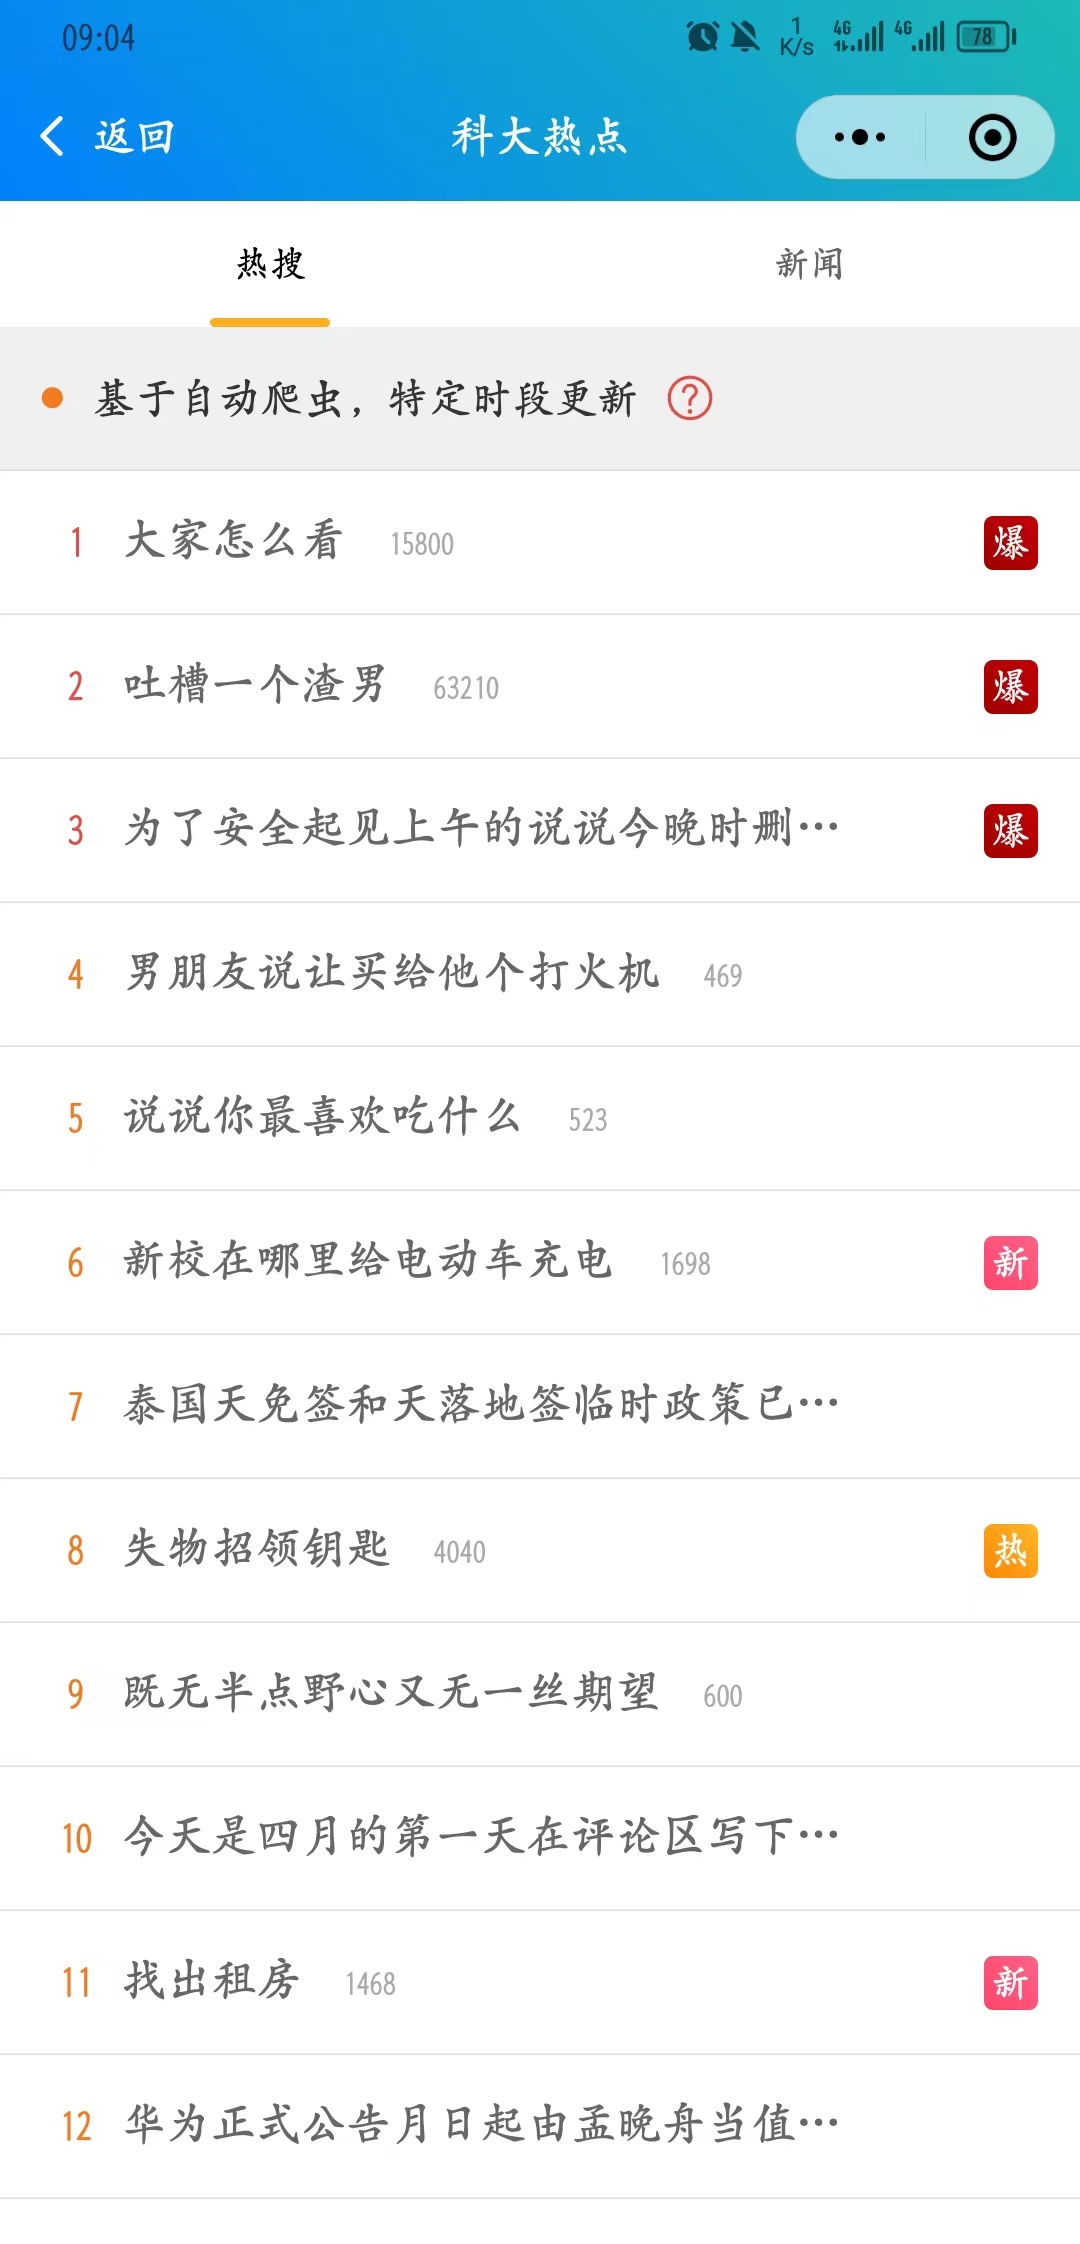 09:04
1 K/s 4G 4G 78
返回 科大热点
热搜 新闻
基于自动爬虫，特定时段更新 ?
1 大家怎么看 15800 爆
2 吐槽一个渣男 63210 爆
3 为了安全起见上午的说说今晚时删… 爆
4 男朋友说让买给他个打火机 469
5 说说你最喜欢吃什么 523
6 新校在哪里给电动车充电 1698 新
7 泰国天免签和天落地签临时政策已…
8 失物招领钥匙 4040 热
9 既无半点野心又无一丝期望 600
10 今天是四月的第一天在评论区写下…
11 找出租房 1468 新
12 华为正式公告月日起由孟晚舟当值…